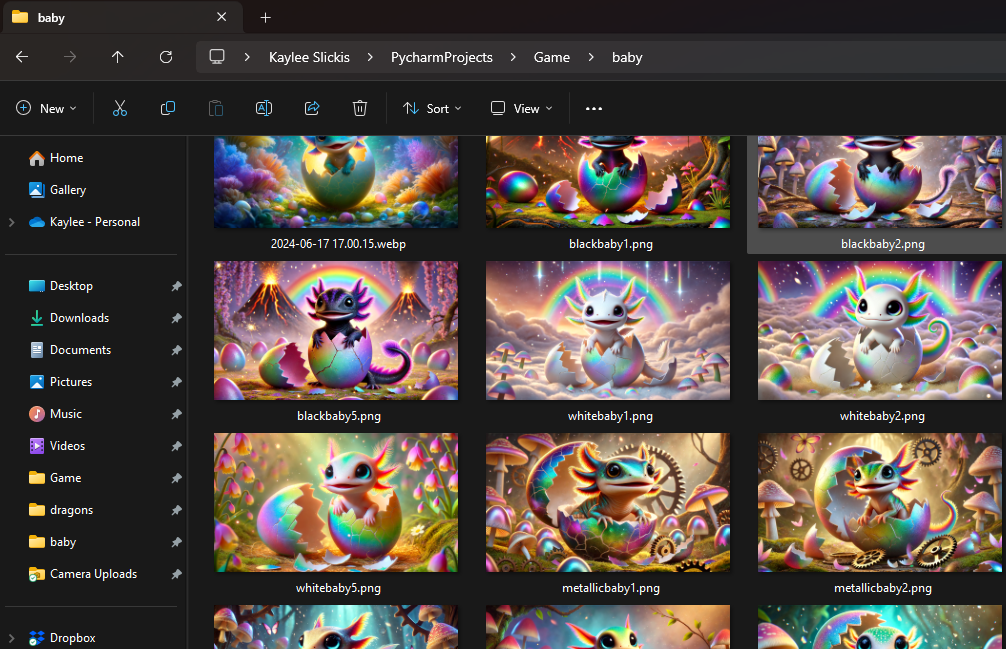 baby
Kaylee Slickis > PycharmProjects > Game > baby
New
Sort
View
Home
Gallery
Kaylee - Personal
Desktop
Downloads
Documents
Pictures
Music
Videos
Game
dragons
baby
Camera Uploads
Dropbox
2024-06-17 17.00.15.webp
blackbaby1.png
blackbaby2.png
blackbaby5.png
whitebaby1.png
whitebaby2.png
whitebaby5.png
metallicbaby1.png
metallicbaby2.png